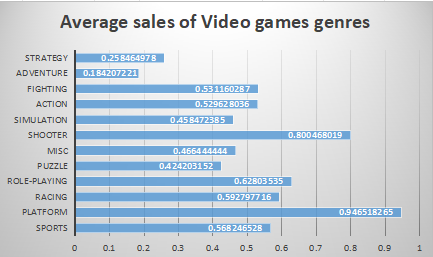 Average sales of Video games genres
STRATEGY 0.258464978
ADVENTURE 0.184207221
FIGHTING 0.531160287
ACTION 0.529628036
SIMULATION 0.458472385
SHOOTER 0.800468019
MISC 0.466444444
PUZZLE 0.424203152
ROLE-PLAYING 0.62803535
RACING 0.592797716
PLATFORM 0.946518265
SPORTS 0.568246528
0 0.1 0.2 0.3 0.4 0.5 0.6 0.7 0.8 0.9 1